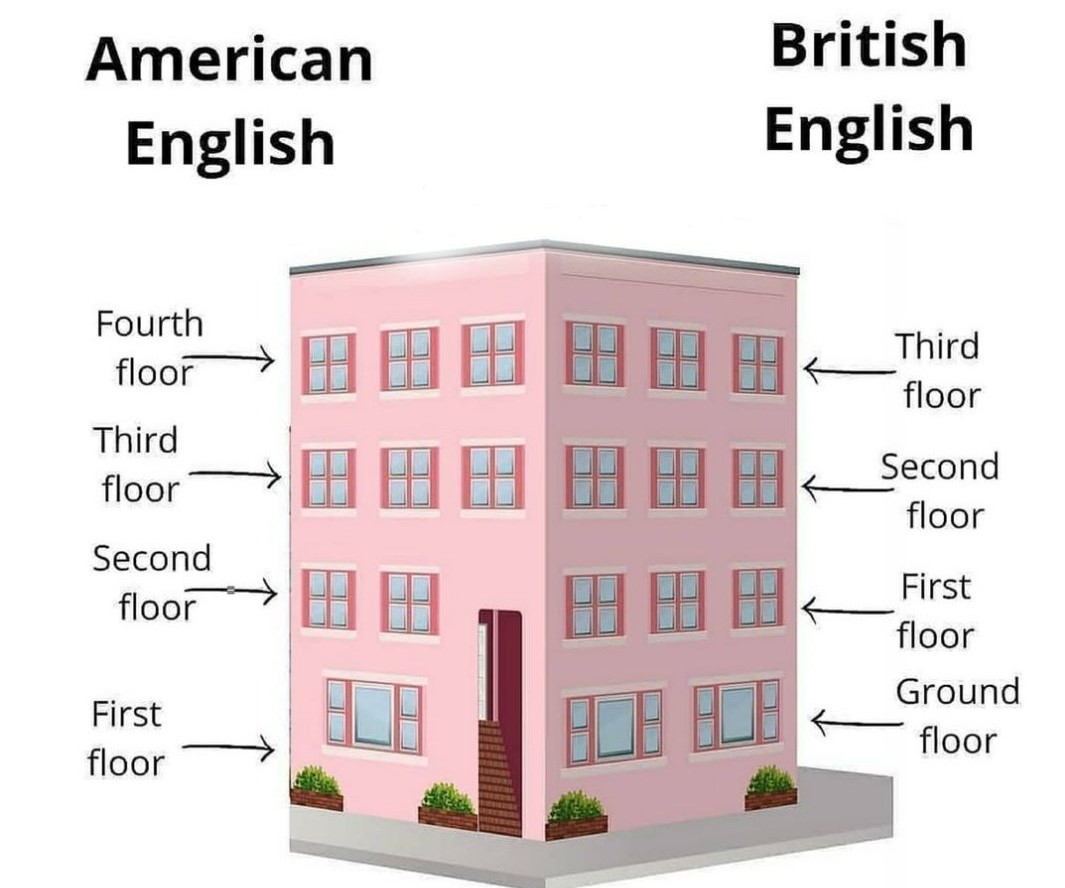 American
English
British
English
Fourth
floor
Third
floor
Second
floor
First
floor
Third
floor
Second
floor
First
floor
Ground
floor